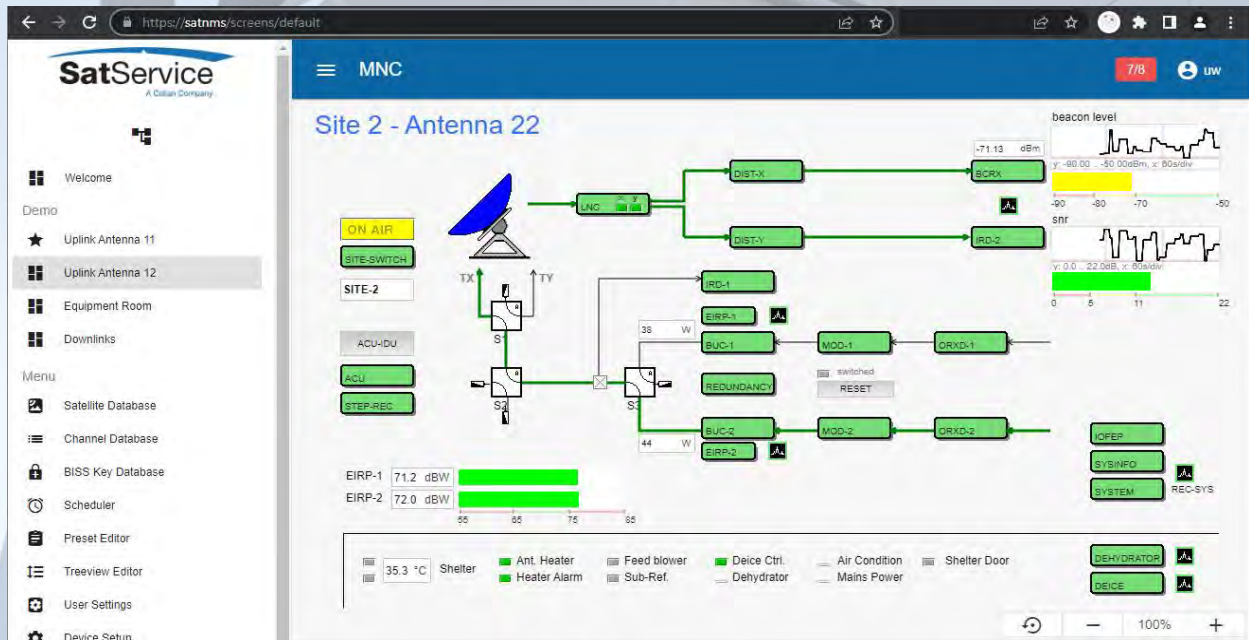 https://satnms/screens/default
SatService
A Calian Company
MNC
7/8
uw
Welcome
Demo
Uplink Antenna 11
Uplink Antenna 12
Equipment Room
Downlinks
Menu
Satellite Database
Channel Database
BISS Key Database
Scheduler
Preset Editor
Treeview Editor
User Settings
Device Setup
Site 2 - Antenna 22
beacon level
-71.13 dBm
y: -90.00 .. -50.00dBm, x: 60s/div
-90 -80 -70 -50
snr
y: 0.0 .. 22.0dB, x: 60s/div
0 5 11 22
DIST-X
BCRX
LNC
X Y
DIST-Y
IRD-2
ON AIR
SITE-SWITCH
SITE-2
TX
TY
IRD-1
EIRP-1
S1
38 W
BUC-1
MOD-1
ORXD-1
ACU-IDU
ACU
STEP-REC
S2
S3
REDUNDANCY
switched
RESET
BUC-2
MOD-2
ORXD-2
44 W
EIRP-2
IOFEP
SYSINFO
SYSTEM
REC-SYS
EIRP-1 71.2 dBW
EIRP-2 72.0 dBW
55 65 75 85
35.3 °C
Shelter
Ant. Heater
Feed blower
Deice Ctrl.
Air Condition
Shelter Door
Heater Alarm
Sub-Ref.
Dehydrator
Mains Power
DEHYDRATOR
DEICE
100%